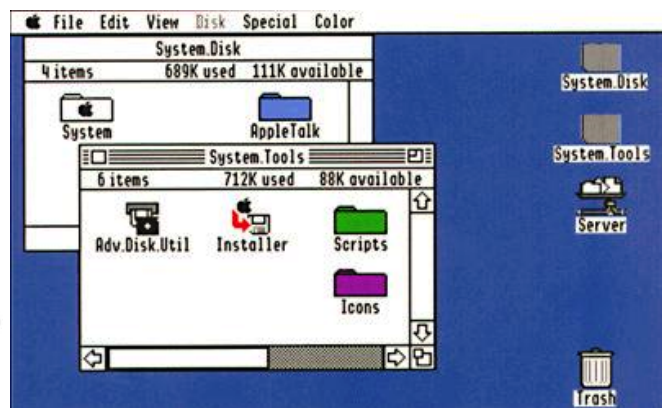 File Edit View Disk Special Color
System.Disk
4 items 689K used 111K available
System
AppleTalk
System.Tools
6 items 712K used 88K available
Adv.Disk.Util
Installer
Scripts
Icons
System.Disk
System.Tools
Server
Trash